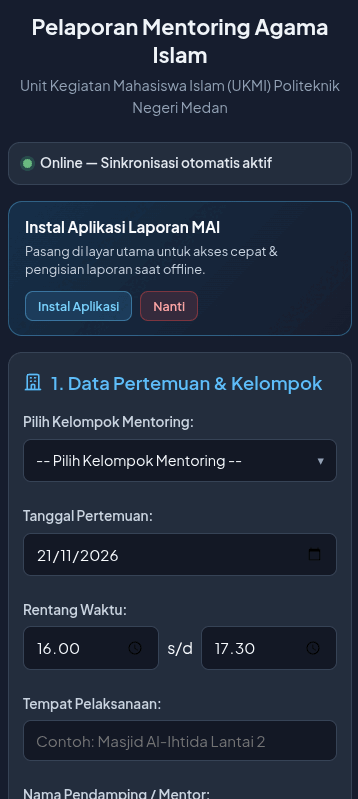 Pelaporan Mentoring Agama
Islam
Unit Kegiatan Mahasiswa Islam (UKMI) Politeknik
Negeri Medan
Online — Sinkronisasi otomatis aktif
Instal Aplikasi Laporan MAI
Pasang di layar utama untuk akses cepat &
pengisian laporan saat offline.
Instal Aplikasi Nanti
1. Data Pertemuan & Kelompok
Pilih Kelompok Mentoring:
-- Pilih Kelompok Mentoring --
Tanggal Pertemuan:
21/11/2026
Rentang Waktu:
16.00 s/d 17.30
Tempat Pelaksanaan:
Contoh: Masjid Al-Ihtida Lantai 2
Nama Pendamping / Mentor: